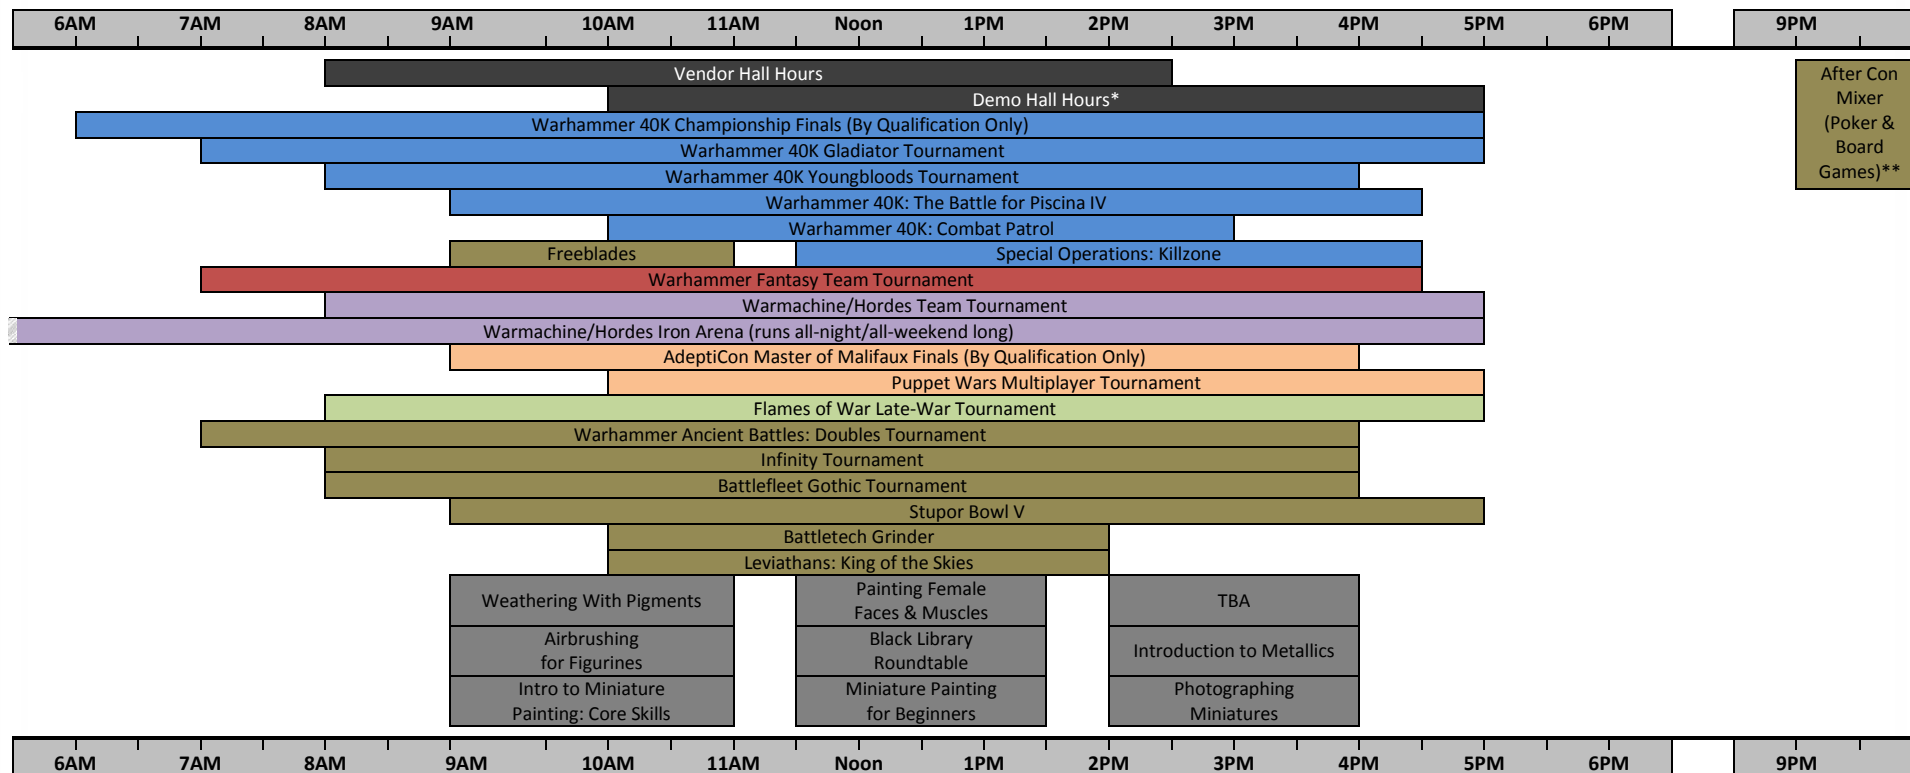 6AM 7AM 8AM 9AM 10AM 11AM Noon 1PM 2PM 3PM 4PM 5PM 6PM 9PM
Vendor Hall Hours
Demo Hall Hours*
After Con
Mixer
(Poker &
Board
Games)**
Warhammer 40K Championship Finals (By Qualification Only)
Warhammer 40K Gladiator Tournament
Warhammer 40K Youngbloods Tournament
Warhammer 40K: The Battle for Piscina IV
Warhammer 40K: Combat Patrol
Freeblades Special Operations: Killzone
Warhammer Fantasy Team Tournament
Warmachine/Hordes Team Tournament
Warmachine/Hordes Iron Arena (runs all-night/all-weekend long)
AdeptiCon Master of Malifaux Finals (By Qualification Only)
Puppet Wars Multiplayer Tournament
Flames of War Late-War Tournament
Warhammer Ancient Battles: Doubles Tournament
Infinity Tournament
Battlefleet Gothic Tournament
Stupor Bowl V
Battletech Grinder
Leviathans: King of the Skies
Weathering With Pigments
Painting Female
Faces & Muscles
TBA
Airbrushing
for Figurines
Black Library
Roundtable
Introduction to Metallics
Intro to Miniature
Painting: Core Skills
Miniature Painting
for Beginners
Photographing
Miniatures
6AM 7AM 8AM 9AM 10AM 11AM Noon 1PM 2PM 3PM 4PM 5PM 6PM 9PM